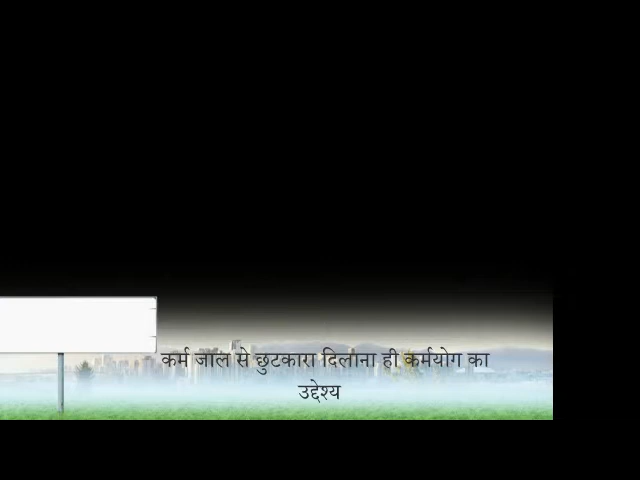 कर्म जाल से छुटकारा दिलाना ही कर्मयोग का
उद्देश्य